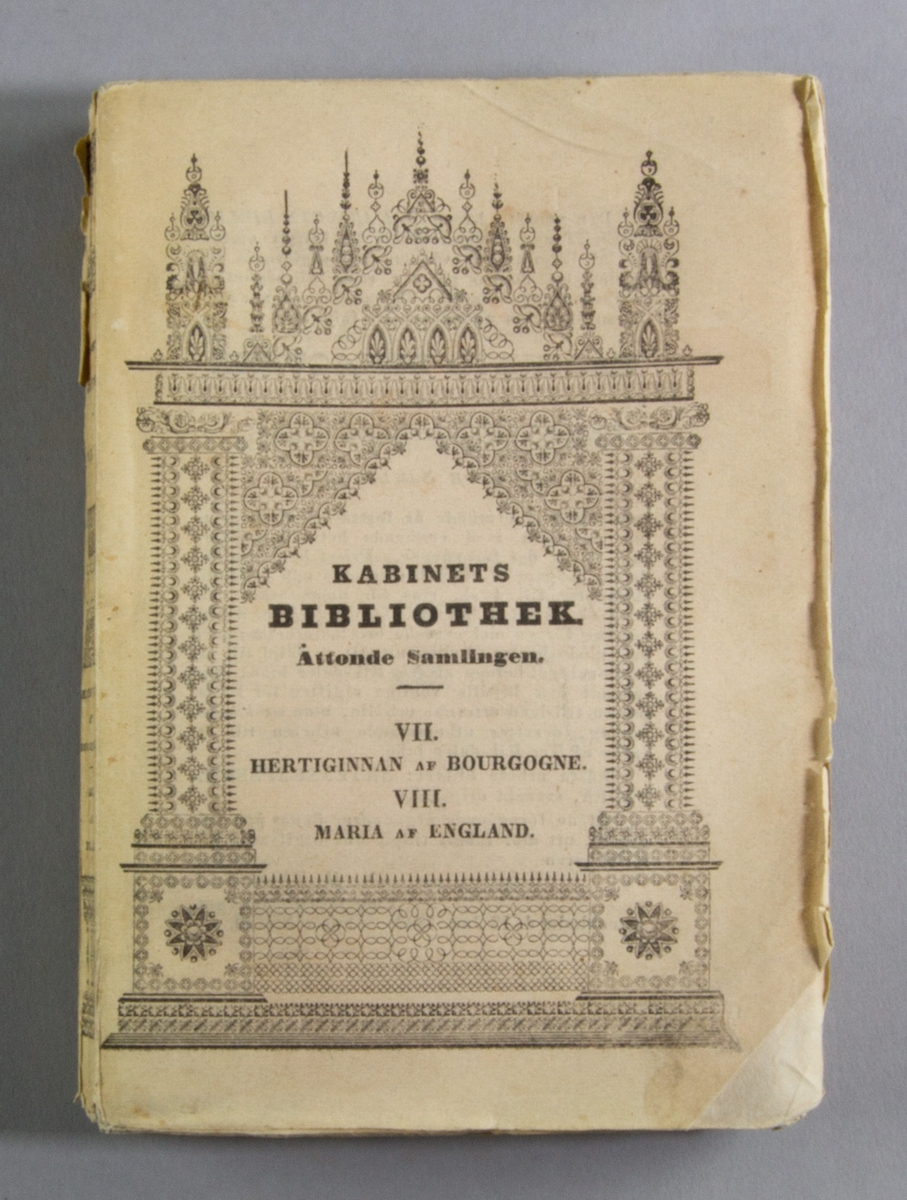 KABINETS
BIBLIOTHEK.
Åttonde Samlingen.
VII.
HERTIGINNAN AF BOURGOGNE.
VIII.
MARIA AF ENGLAND.